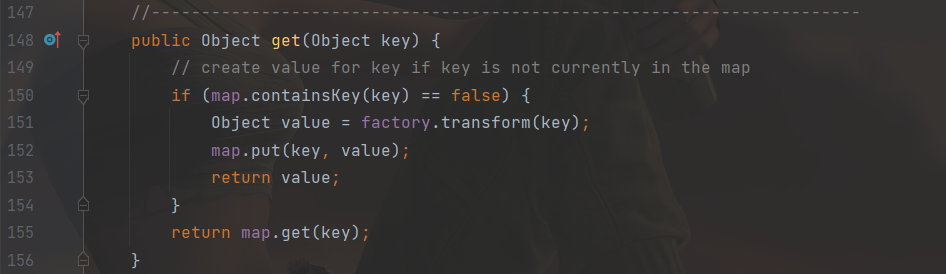 147 //-----------------------------------------------------------------------
148 public Object get(Object key) {
149 // create value for key if key is not currently in the map
150 if (map.containsKey(key) == false) {
151 Object value = factory.transform(key);
152 map.put(key, value);
153 return value;
154 }
155 return map.get(key);
156 }